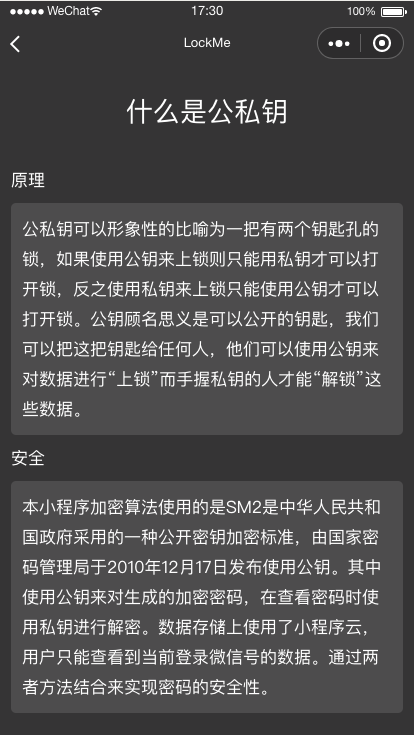 WeChat 17:30 100%
LockMe
什么是公私钥
原理
公私钥可以形象性的比喻为一把有两个钥匙孔的
锁，如果使用公钥来上锁则只能用私钥才可以打
开锁，反之使用私钥来上锁只能使用公钥才可以
打开锁。公钥顾名思义是可以公开的钥匙，我们
可以把这把钥匙给任何人，他们可以使用公钥来
对数据进行“上锁”而手握私钥的人才能“解锁”这
些数据。
安全
本小程序加密算法使用的是SM2是中华人民共和
国政府采用的一种公开密钥加密标准，由国家密
码管理局于2010年12月17日发布使用公钥。其中
使用公钥来对生成的加密密码，在查看密码时使
用私钥进行解密。数据存储上使用了小程序云，
用户只能查看到当前登录微信号的数据。通过两
者方法结合来实现密码的安全性。